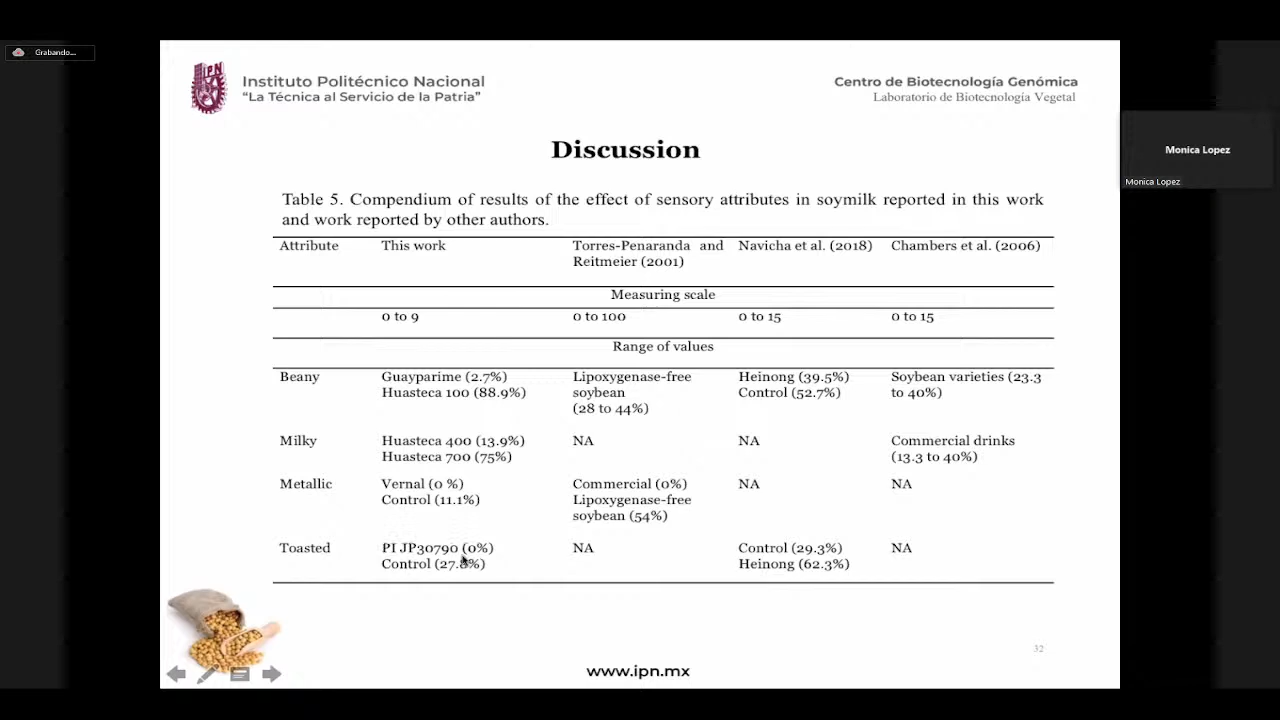 Grabando...
IPN
Instituto Politécnico Nacional
"La Técnica al Servicio de la Patria"
Centro de Biotecnología Genómica
Laboratorio de Biotecnología Vegetal
Monica Lopez
Monica Lopez
Discussion
Table 5. Compendium of results of the effect of sensory attributes in soymilk reported in this work
and work reported by other authors.
Attribute This work Torres-Penaranda and Navicha et al. (2018) Chambers et al. (2006)
Reitmeier (2001)
Measuring scale
0 to 9 0 to 100 0 to 15 0 to 15
Range of values
Beany Guayparime (2.7%) Lipoxygenase-free Heinong (39.5%) Soybean varieties (23.3
Huasteca 100 (88.9%) soybean Control (52.7%) to 40%)
(28 to 44%)
Milky Huasteca 400 (13.9%) NA NA Commercial drinks
Huasteca 700 (75%) (13.3 to 40%)
Metallic Vernal (0 %) Commercial (0%) NA NA
Control (11.1%) Lipoxygenase-free
soybean (54%)
Toasted PI JP30790 (0%) NA Control (29.3%) NA
Control (27.8%) Heinong (62.3%)
32
www.ipn.mx